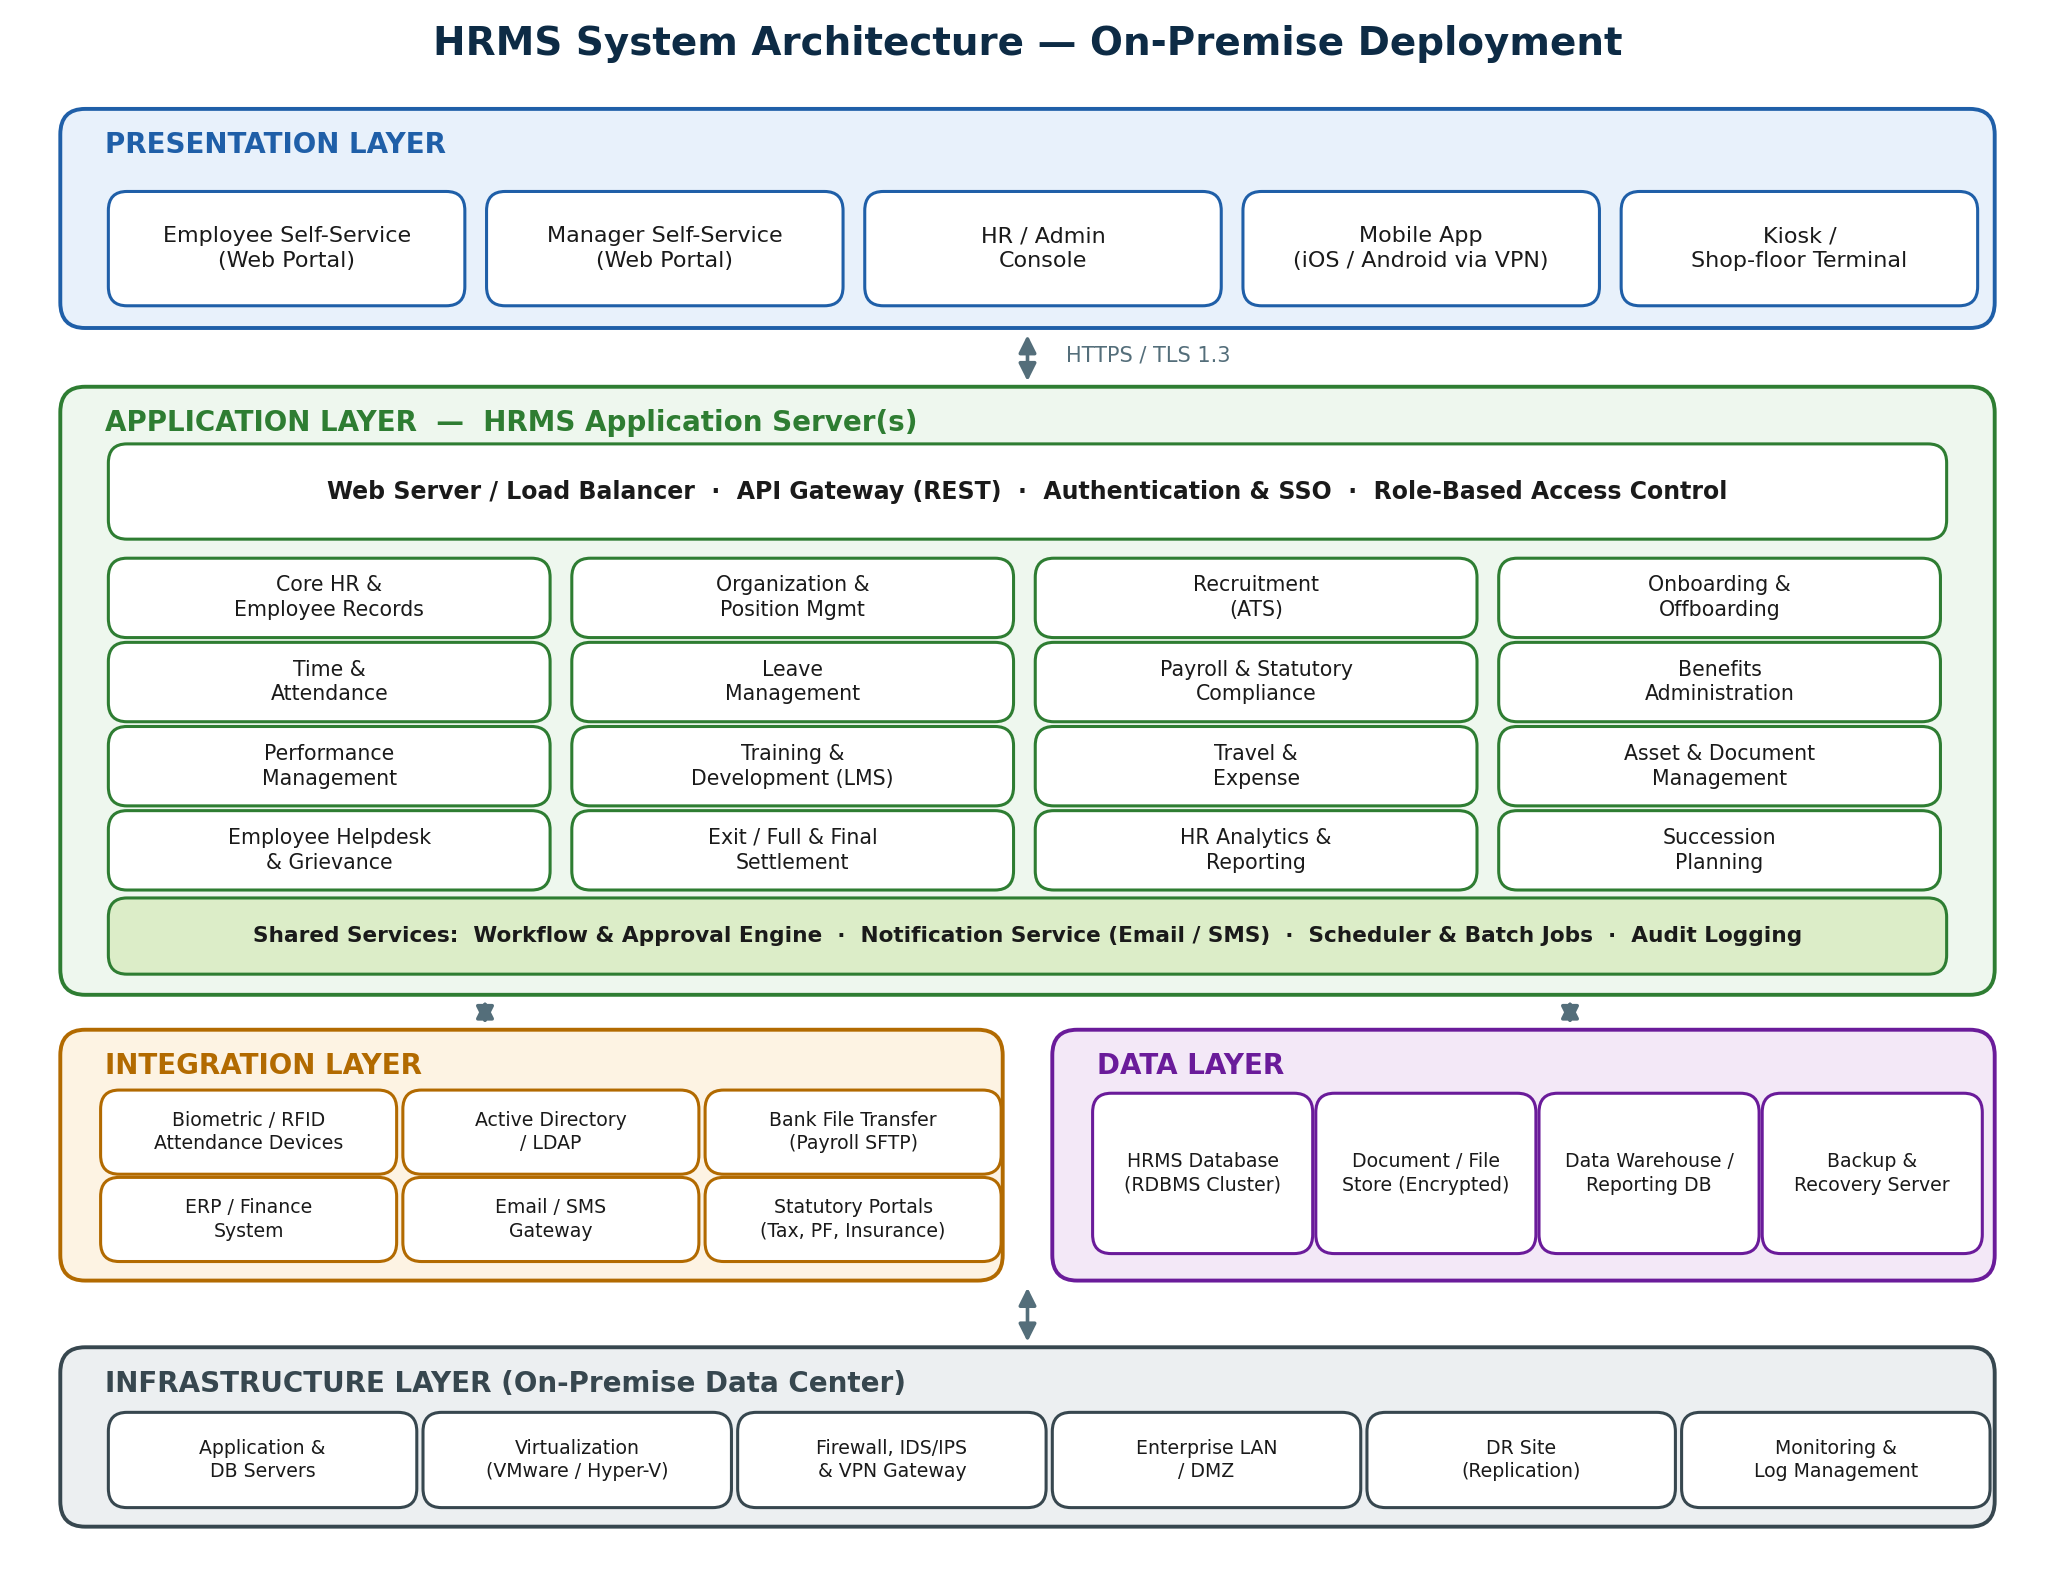 HRMS System Architecture — On-Premise Deployment
PRESENTATION LAYER
Employee Self-Service
(Web Portal)
Manager Self-Service
(Web Portal)
HR / Admin
Console
Mobile App
(iOS / Android via VPN)
Kiosk /
Shop-floor Terminal
HTTPS / TLS 1.3
APPLICATION LAYER — HRMS Application Server(s)
Web Server / Load Balancer · API Gateway (REST) · Authentication & SSO · Role-Based Access Control
Core HR &
Employee Records
Organization &
Position Mgmt
Recruitment
(ATS)
Onboarding &
Offboarding
Time &
Attendance
Leave
Management
Payroll & Statutory
Compliance
Benefits
Administration
Performance
Management
Training &
Development (LMS)
Travel &
Expense
Asset & Document
Management
Employee Helpdesk
& Grievance
Exit / Full & Final
Settlement
HR Analytics &
Reporting
Succession
Planning
Shared Services: Workflow & Approval Engine · Notification Service (Email / SMS) · Scheduler & Batch Jobs · Audit Logging
INTEGRATION LAYER
Biometric / RFID
Attendance Devices
Active Directory
/ LDAP
Bank File Transfer
(Payroll SFTP)
ERP / Finance
System
Email / SMS
Gateway
Statutory Portals
(Tax, PF, Insurance)
DATA LAYER
HRMS Database
(RDBMS Cluster)
Document / File
Store (Encrypted)
Data Warehouse /
Reporting DB
Backup &
Recovery Server
INFRASTRUCTURE LAYER (On-Premise Data Center)
Application &
DB Servers
Virtualization
(VMware / Hyper-V)
Firewall, IDS/IPS
& VPN Gateway
Enterprise LAN
/ DMZ
DR Site
(Replication)
Monitoring &
Log Management